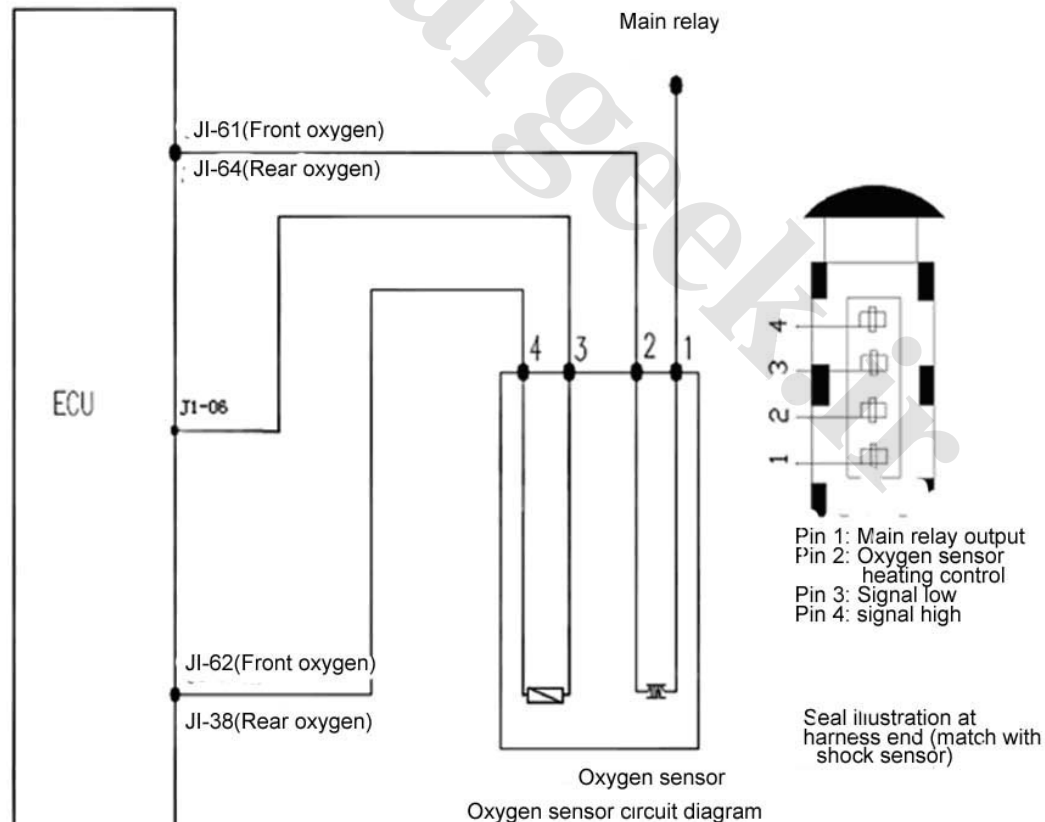 Main relay
JI-61(Front oxygen)
JI-64(Rear oxygen)
4
3
2
1
ECU
J1-06
4
3
2
1
Pin 1: Main relay output
Pin 2: Oxygen sensor
heating control
Pin 3: Signal low
Pin 4: signal high
JI-62(Front oxygen)
JI-38(Rear oxygen)
Seal illustration at
harness end (match with
shock sensor)
Oxygen sensor
Oxygen sensor circuit diagram
argeek.ir